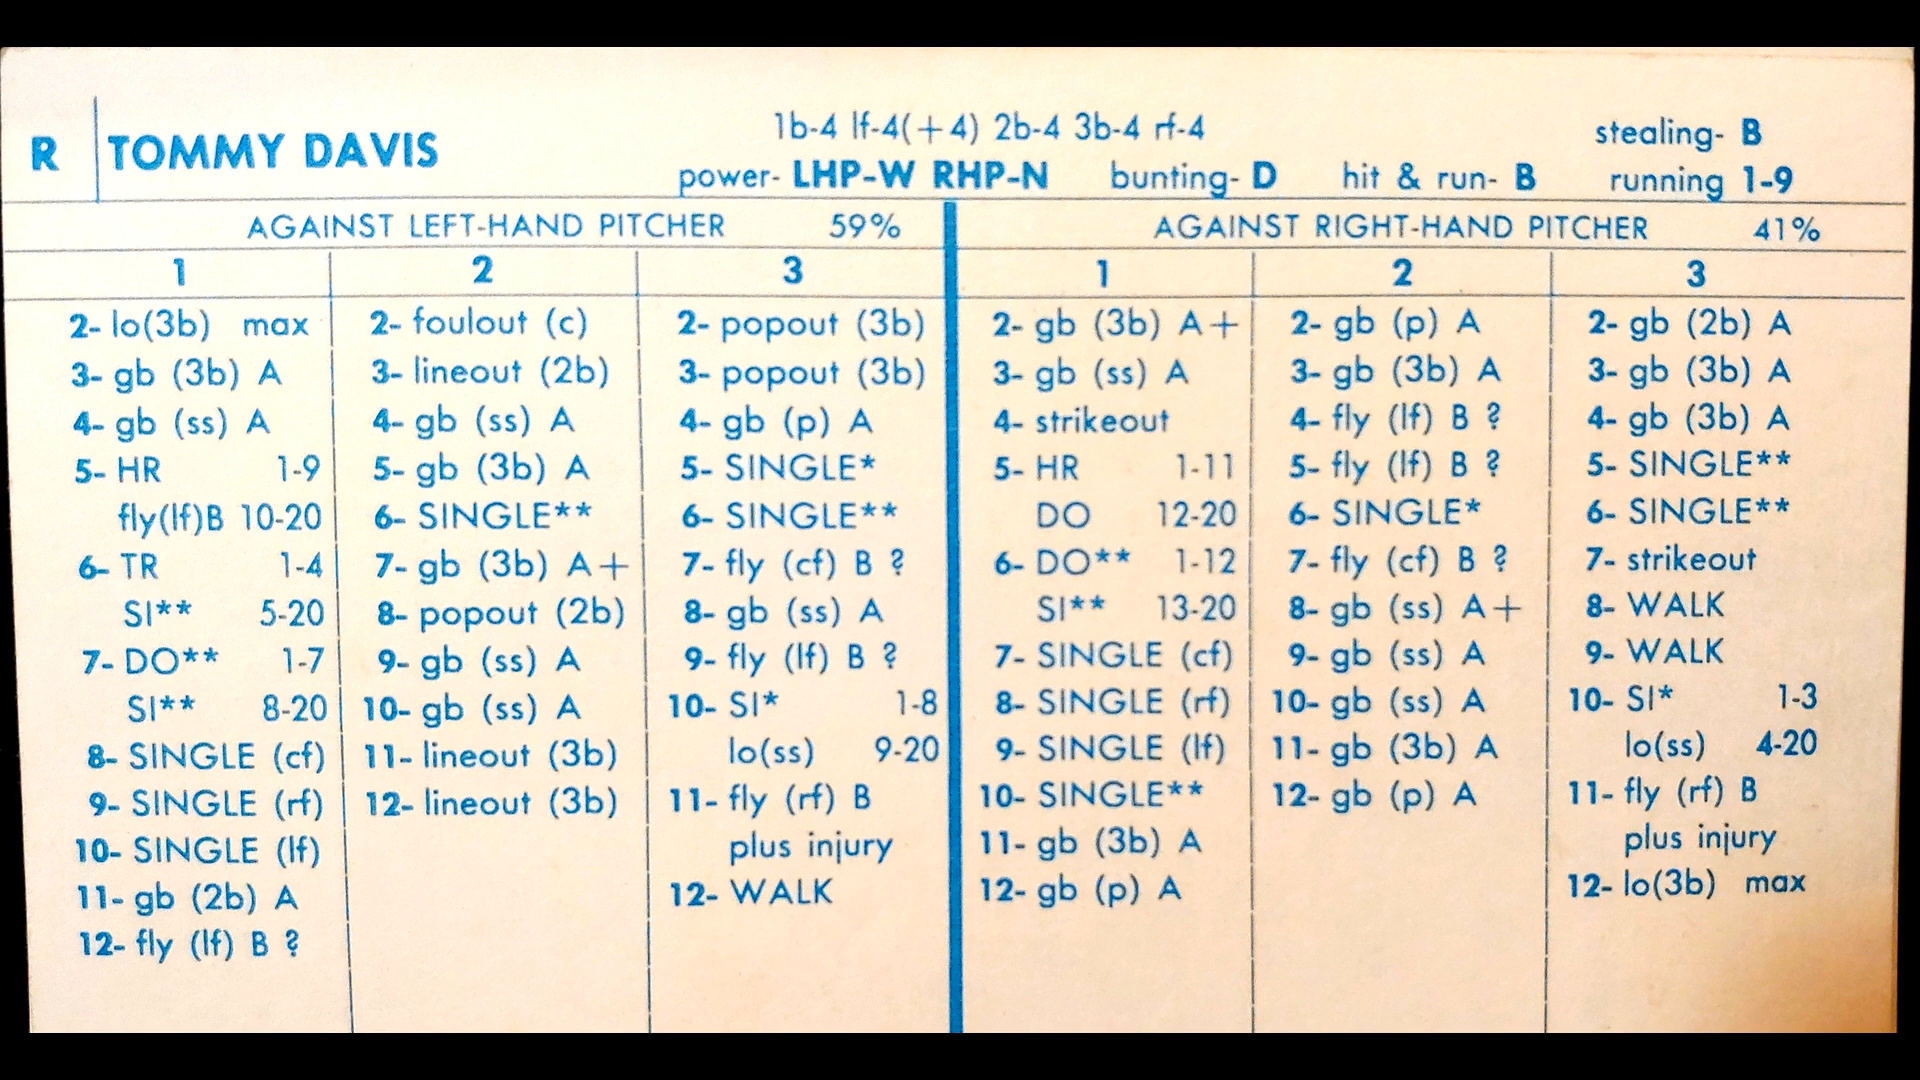 R TOMMY DAVIS
1b-4 lf-4(+4) 2b-4 3b-4 rf-4
stealing- B
power- LHP-W RHP-N bunting- D hit & run- B running 1-9
AGAINST LEFT-HAND PITCHER 59%
1
2- lo(3b) max
3- gb (3b) A
4- gb (ss) A
5- HR 1-9
fly(lf)B 10-20
6- TR 1-4
SI** 5-20
7- DO** 1-7
SI** 8-20
8- SINGLE (cf)
9- SINGLE (rf)
10- SINGLE (lf)
11- gb (2b) A
12- fly (lf) B ?
2
2- foulout (c)
3- lineout (2b)
4- gb (ss) A
5- gb (3b) A
6- SINGLE**
7- gb (3b) A+
8- popout (2b)
9- gb (ss) A
10- gb (ss) A
11- lineout (3b)
12- lineout (3b)
3
2- popout (3b)
3- popout (3b)
4- gb (p) A
5- SINGLE*
6- SINGLE**
7- fly (cf) B ?
8- gb (ss) A
9- fly (lf) B ?
10- SI* 1-8
lo(ss) 9-20
11- fly (rf) B
plus injury
12- WALK
AGAINST RIGHT-HAND PITCHER 41%
1
2- gb (3b) A+
3- gb (ss) A
4- strikeout
5- HR 1-11
DO 12-20
6- DO** 1-12
SI** 13-20
7- SINGLE (cf)
8- SINGLE (rf)
9- SINGLE (lf)
10- SINGLE**
11- gb (3b) A
12- gb (p) A
2
2- gb (p) A
3- gb (3b) A
4- fly (lf) B ?
5- fly (lf) B ?
6- SINGLE*
7- fly (cf) B ?
8- gb (ss) A+
9- gb (ss) A
10- gb (ss) A
11- gb (3b) A
12- gb (p) A
3
2- gb (2b) A
3- gb (3b) A
4- gb (3b) A
5- SINGLE**
6- SINGLE**
7- strikeout
8- WALK
9- WALK
10- SI* 1-3
lo(ss) 4-20
11- fly (rf) B
plus injury
12- lo(3b) max